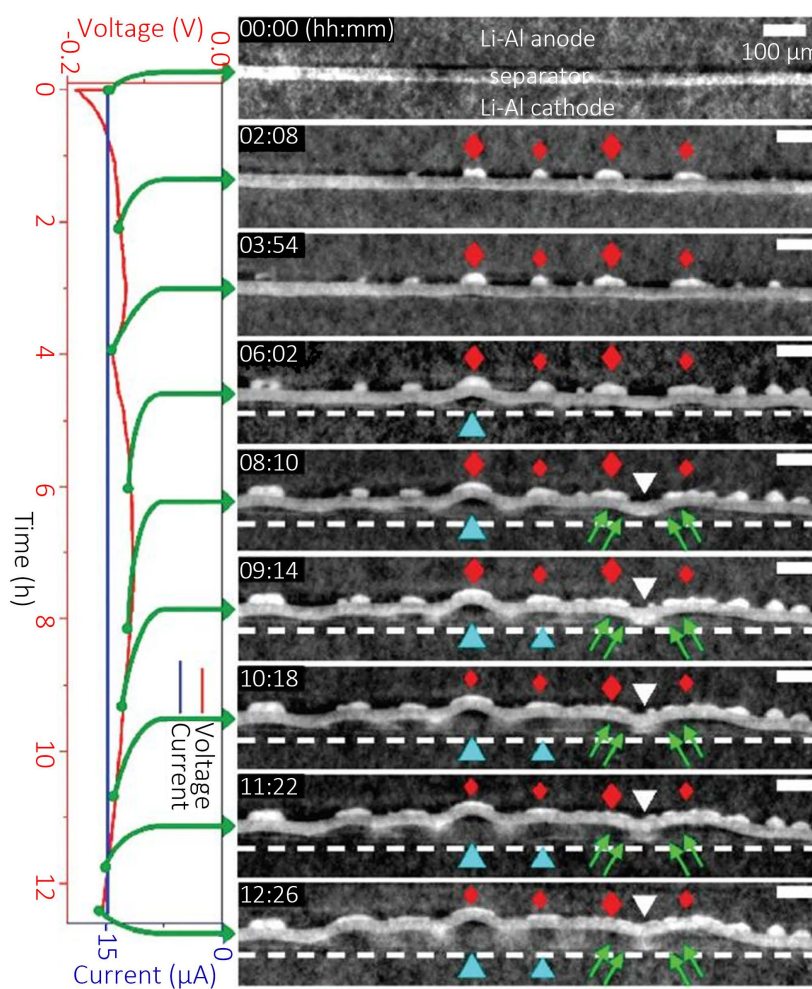 Voltage (V)
-0.2
0.0
0
2
4
6
8
10
12
Time (h)
Voltage
Current
-15
0
Current (µA)
00:00 (hh:mm)
Li-Al anode
100 µm
separator
Li-Al cathode
02:08
03:54
06:02
08:10
09:14
10:18
11:22
12:26